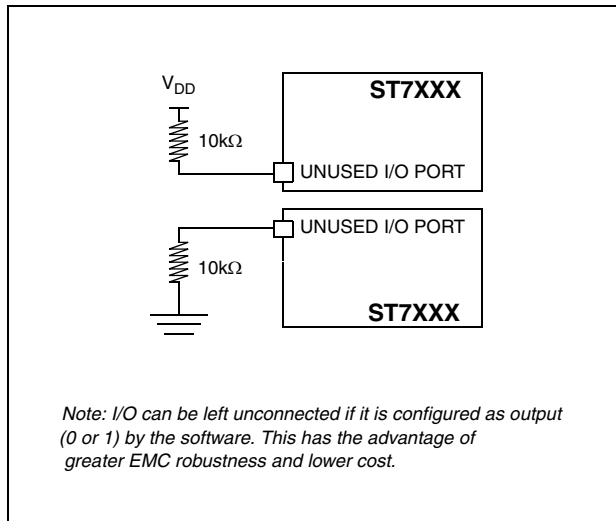 V_DD
ST7XXX
10kΩ
UNUSED I/O PORT
UNUSED I/O PORT
10kΩ
ST7XXX
Note: I/O can be left unconnected if it is configured as output
(0 or 1) by the software. This has the advantage of
greater EMC robustness and lower cost.